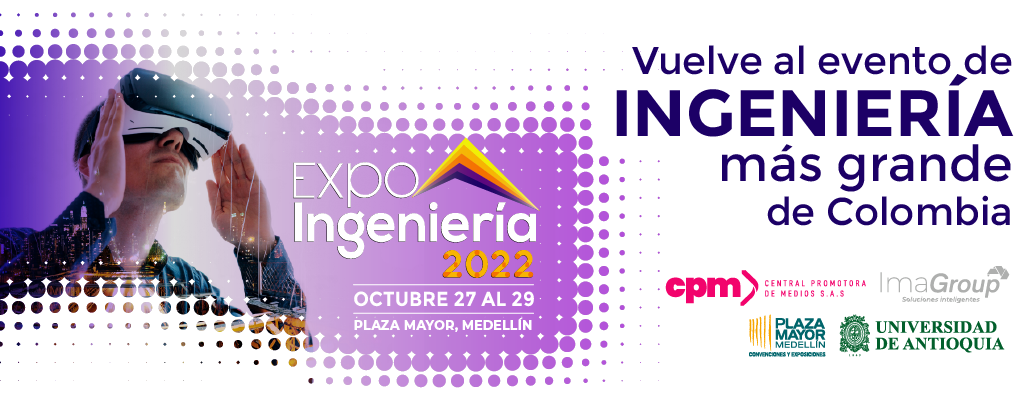 EXPO
Ingeniería
2022
OCTUBRE 27 AL 29
PLAZA MAYOR, MEDELLÍN
Vuelve al evento de
INGENIERÍA
más grande
de Colombia
cpm
CENTRAL PROMOTORA
DE MEDIOS S.A.S
ImaGroup
Soluciones Inteligentes
PLAZA
MAYOR
MEDELLÍN
CONVENCIONES Y EXPOSICIONES
UNIVERSIDAD
DE ANTIOQUIA